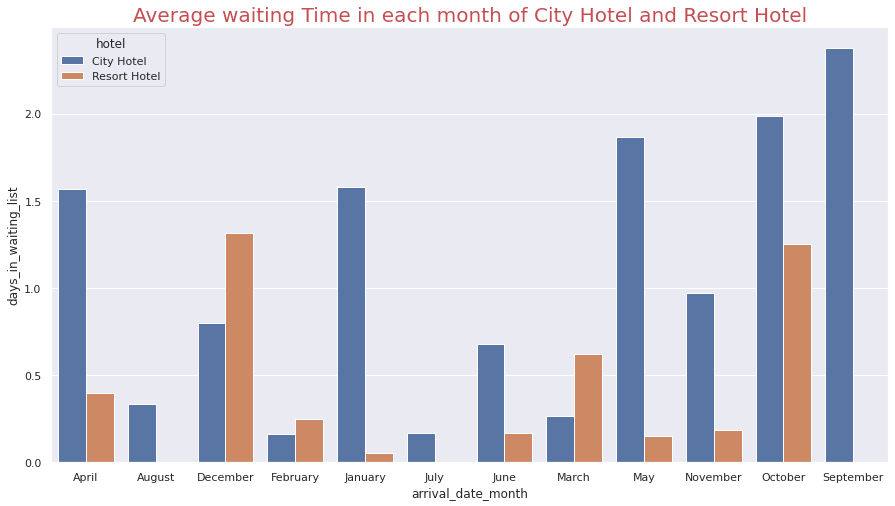 Average waiting Time in each month of City Hotel and Resort Hotel
hotel
City Hotel
Resort Hotel
days_in_waiting_list
2.0
1.5
1.0
0.5
0.0
April August December February January July June March May November October September
arrival_date_month